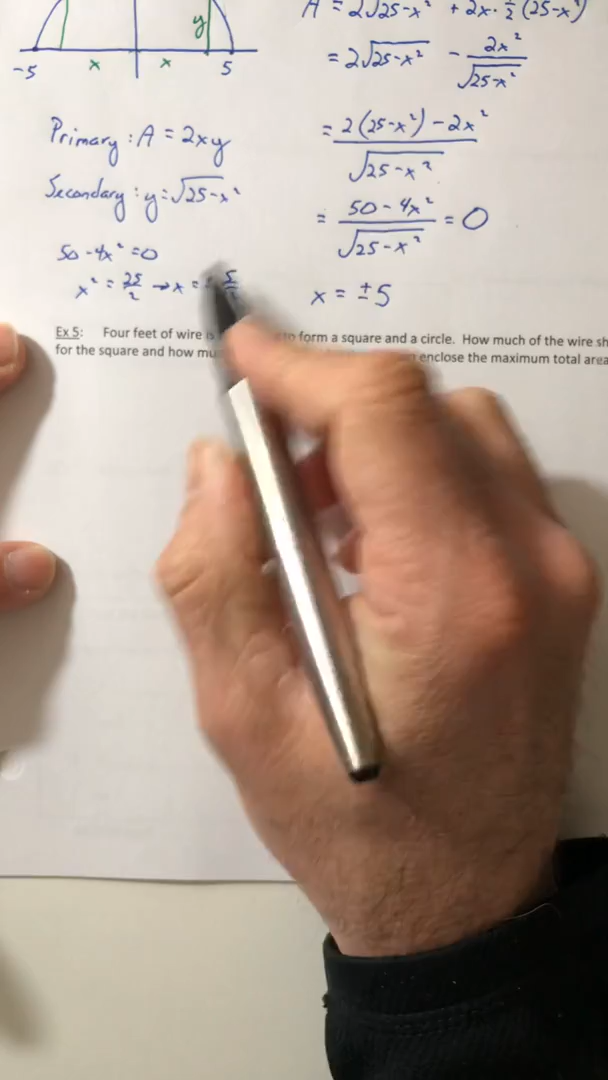 A' = 2√25-x² + 2x · 1/2 (25-x²)
y
= 2√25-x² - 2x²/√25-x²
-5 x x 5
Primary : A = 2xy
= 2(25-x²) - 2x²/√25-x²
Secondary : y = √25-x²
= 50-4x²/√25-x² = 0
50-4x² = 0
x² = 25/2 → x =
x = ±5
Ex 5: Four feet of wire is to form a square and a circle. How much of the wire sh
for the square and how mu enclose the maximum total area